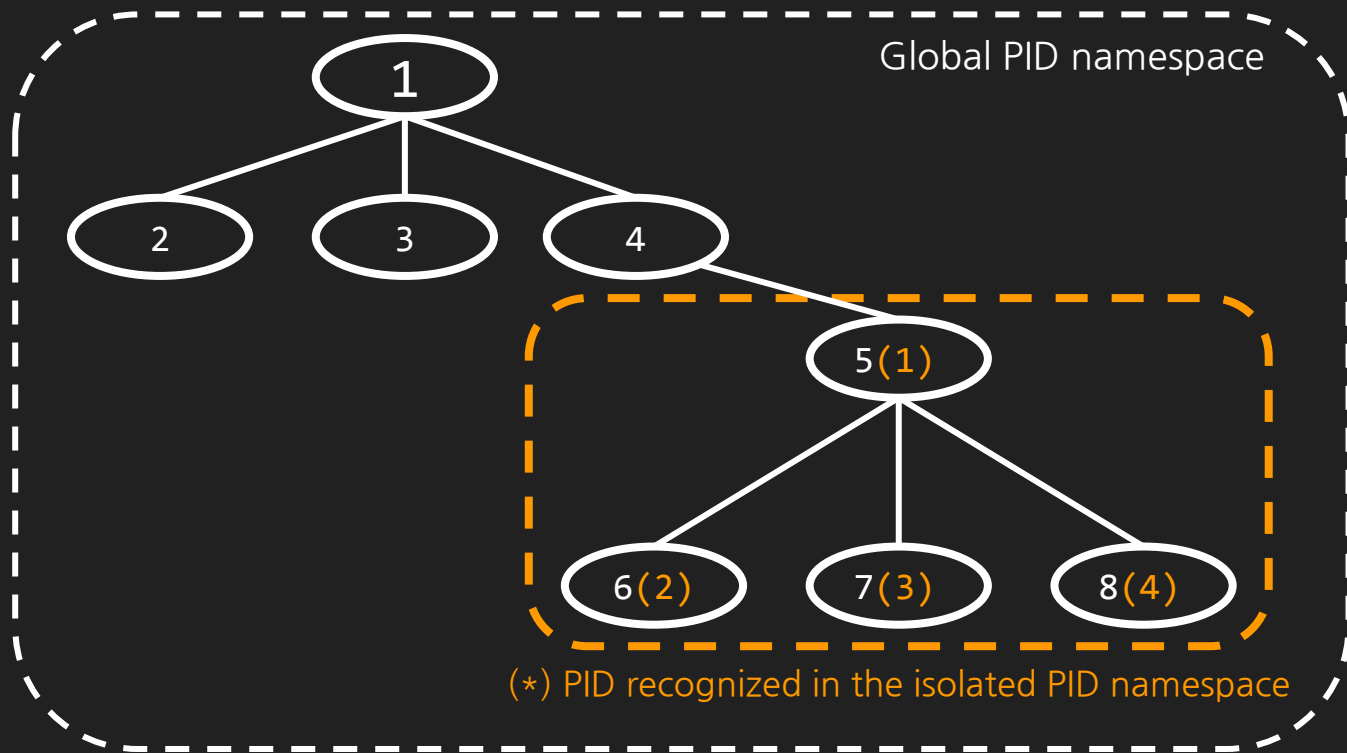 Global PID namespace
1
2 3 4
5(1)
6(2) 7(3) 8(4)
(*) PID recognized in the isolated PID namespace